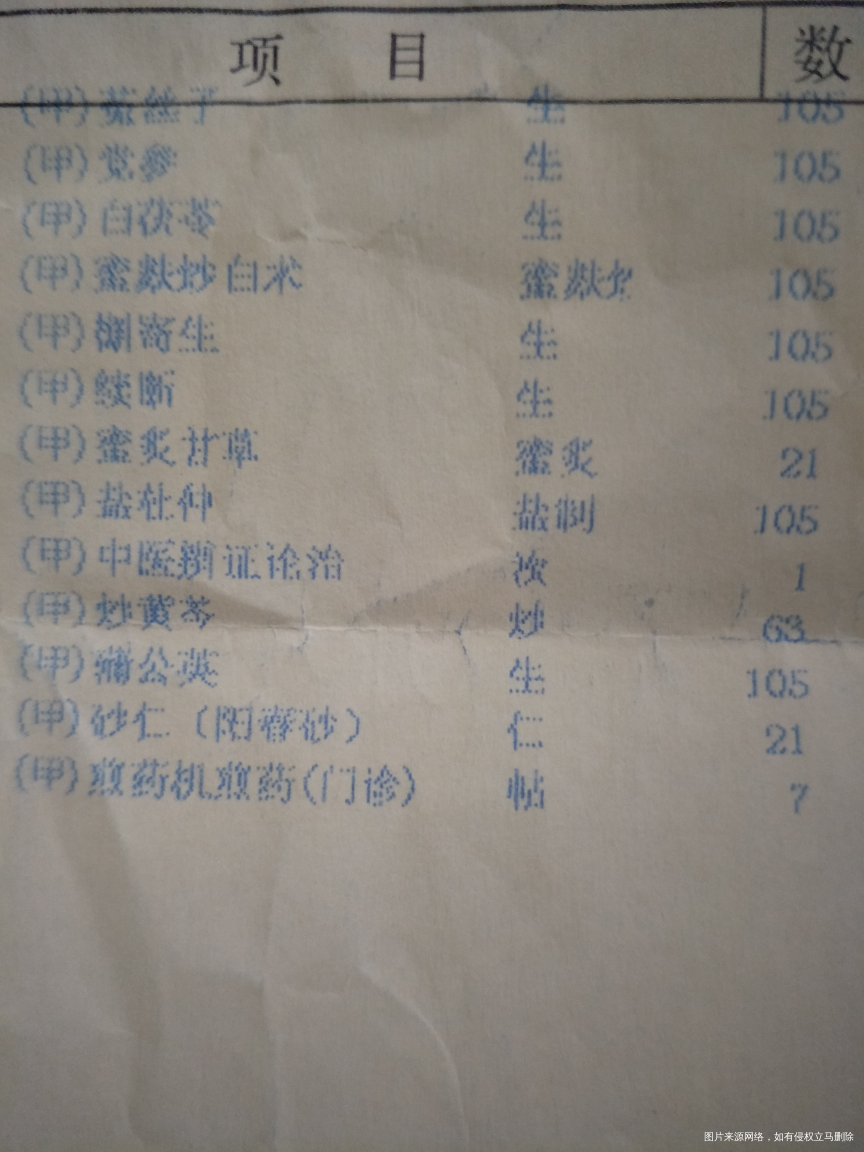 项 目 数
(甲) 菟丝子 生 105
(甲) 党参 生 105
(甲) 白茯苓 生 105
(甲) 蜜麸炒白术 蜜麸炒 105
(甲) 槲寄生 生 105
(甲) 续断 生 105
(甲) 蜜炙甘草 蜜炙 21
(甲) 盐杜仲 盐制 105
(甲) 中医辨证论治 次 1
(甲) 炒黄芩 炒 63
(甲) 蒲公英 生 105
(甲) 砂仁（阳春砂） 仁 21
(甲) 煎药机煎药(门诊) 帖 7
图片来源网络，如有侵权立马删除